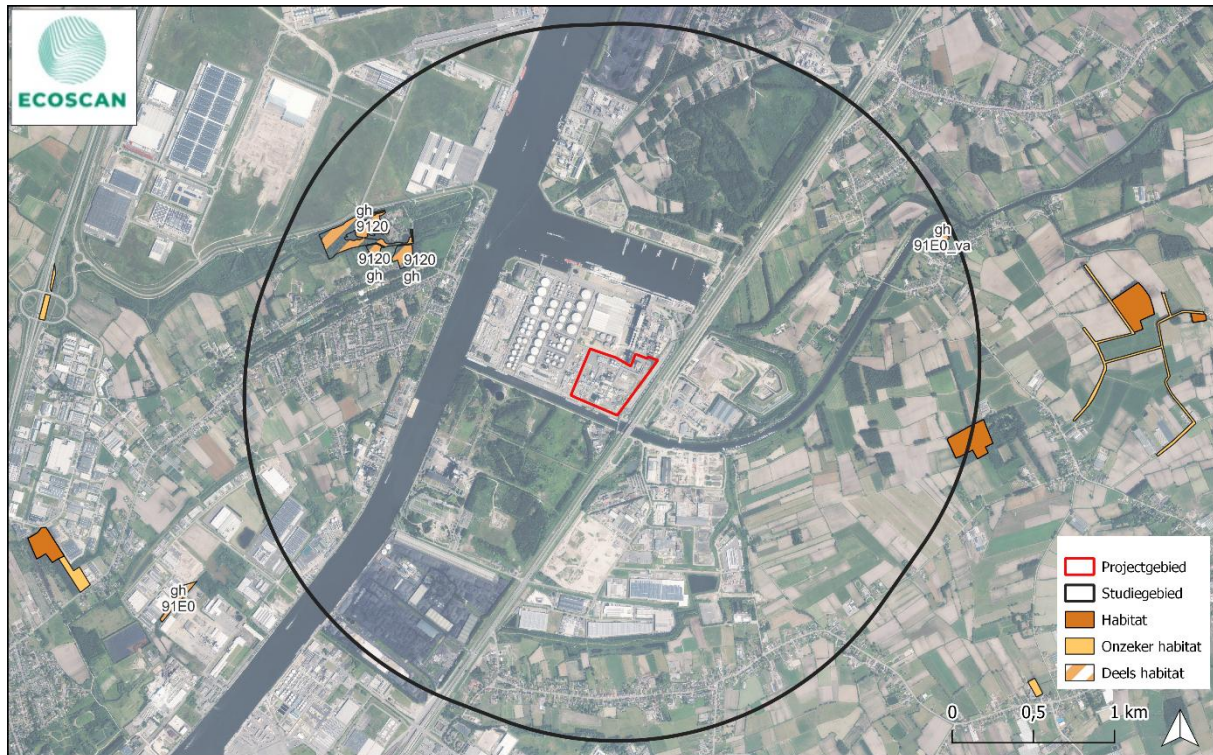 ECOSCAN
gh
9120
9120
gh
9120
gh
gh
91E0_va
gh
91E0
Projectgebied
Studiegebied
Habitat
Onzeker habitat
Deels habitat
0
0,5
1 km